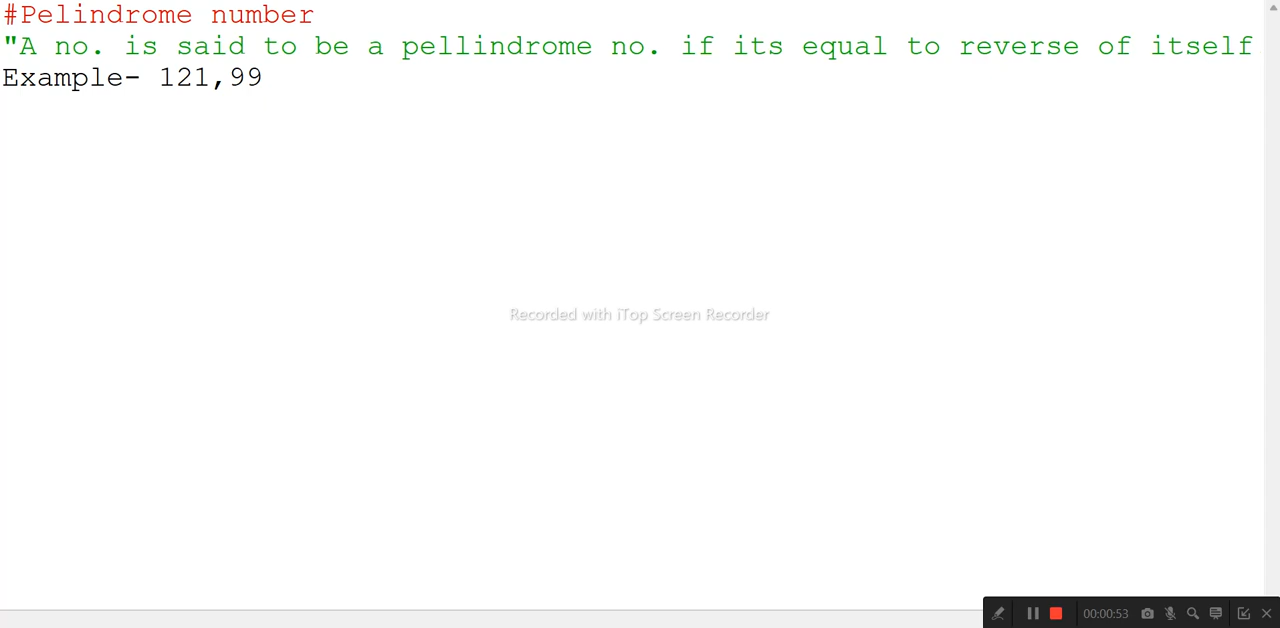 #Pelindrome number
"A no. is said to be a pellindrome no. if its equal to reverse of itself
Example- 121,99
Recorded with iTop Screen Recorder
00:00:53